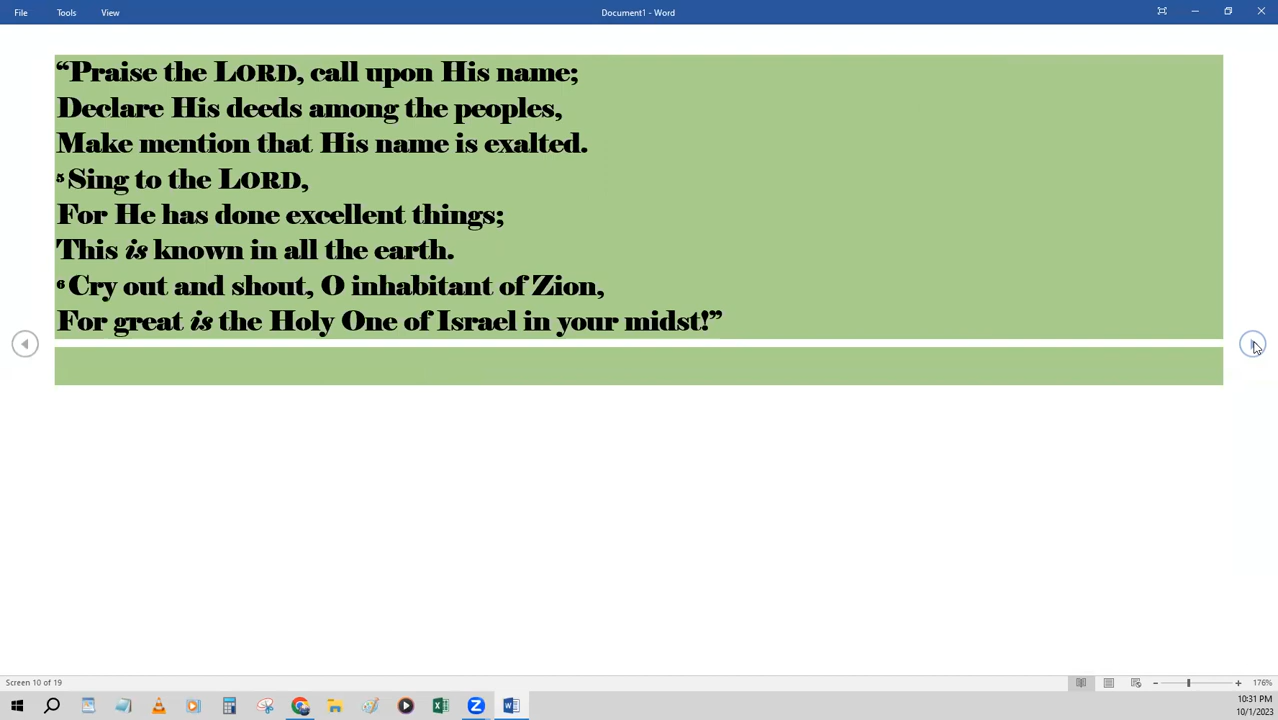 File Tools View Document1 - Word
“Praise the LORD, call upon His name;
Declare His deeds among the peoples,
Make mention that His name is exalted.
5 Sing to the LORD,
For He has done excellent things;
This is known in all the earth.
6 Cry out and shout, O inhabitant of Zion,
For great is the Holy One of Israel in your midst!”
Screen 10 of 19 176%
10:31 PM
10/1/2023